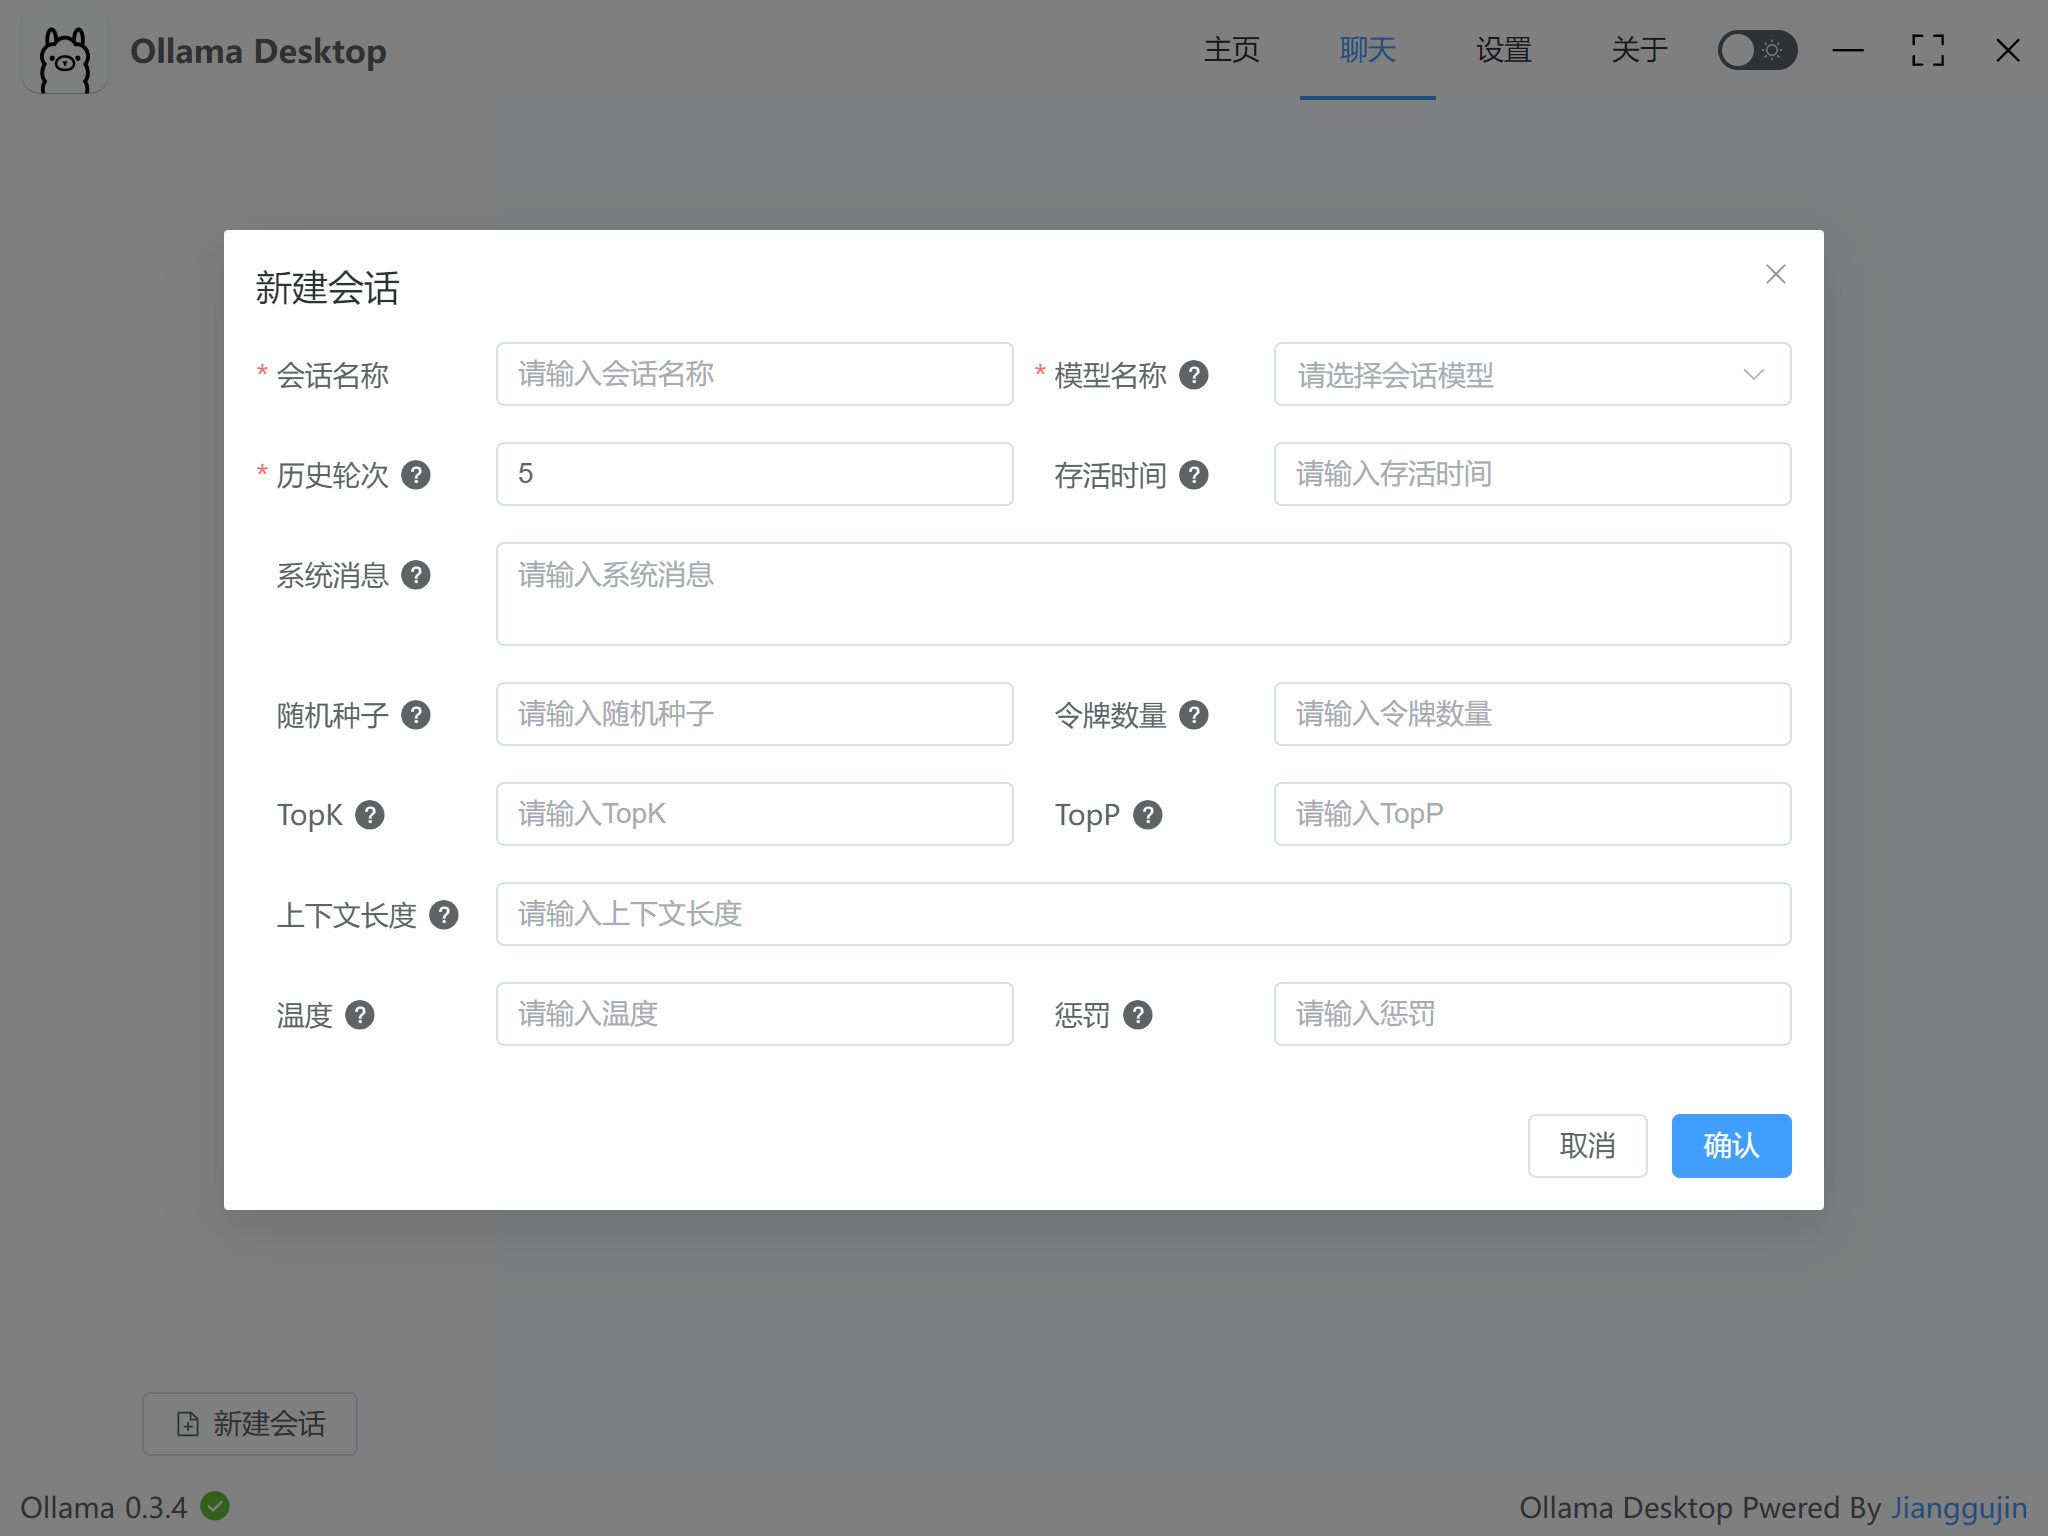 Ollama Desktop 主页 聊天 设置 关于
新建会话
* 会话名称 请输入会话名称 * 模型名称 ? 请选择会话模型
* 历史轮次 ? 5 存活时间 ? 请输入存活时间
系统消息 ? 请输入系统消息
随机种子 ? 请输入随机种子 令牌数量 ? 请输入令牌数量
TopK ? 请输入TopK TopP ? 请输入TopP
上下文长度 ? 请输入上下文长度
温度 ? 请输入温度 惩罚 ? 请输入惩罚
取消 确认
新建会话
Ollama 0.3.4 Ollama Desktop Pwered By Jianggujin